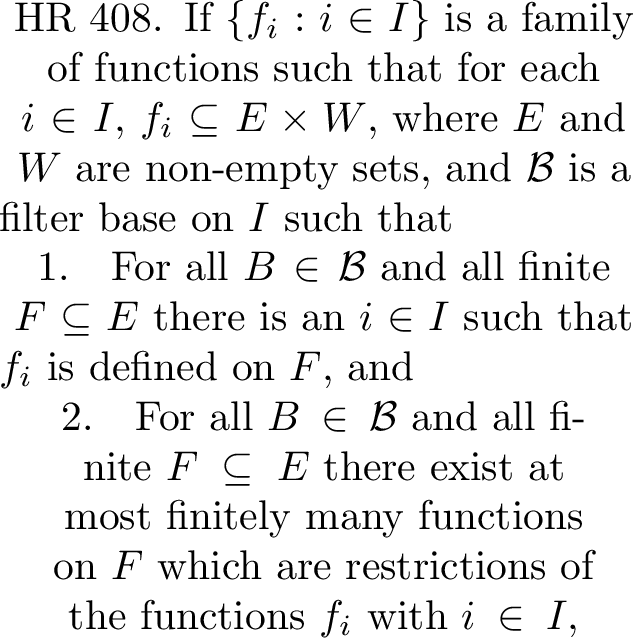 HR 408. If {f_i : i ∈ I} is a family
of functions such that for each
i ∈ I, f_i ⊆ E × W, where E and
W are non-empty sets, and ℬ is a
filter base on I such that
1. For all B ∈ ℬ and all finite
F ⊆ E there is an i ∈ I such that
f_i is defined on F, and
2. For all B ∈ ℬ and all fi-
nite F ⊆ E there exist at
most finitely many functions
on F which are restrictions of
the functions f_i with i ∈ I,